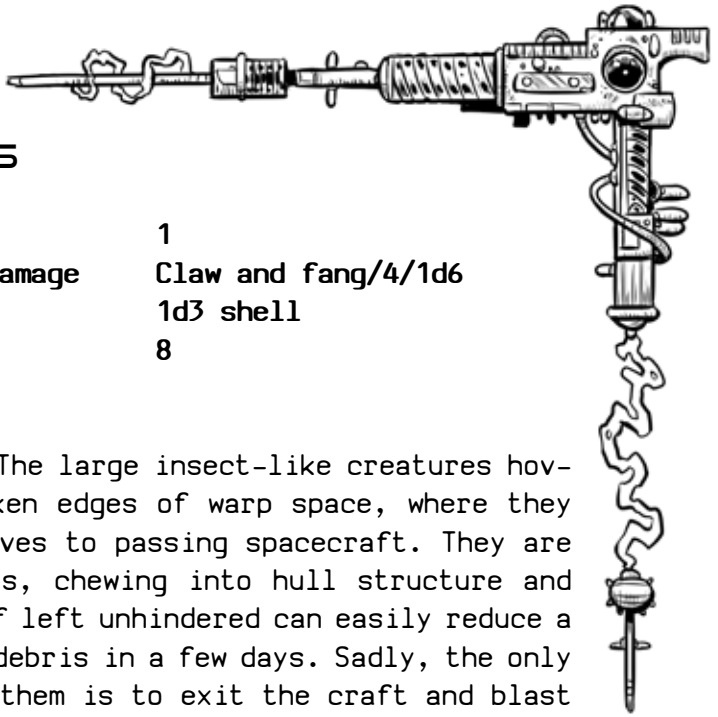 s
1
amage Claw and fang/4/1d6
1d3 shell
8
The large insect-like creatures hov-
ken edges of warp space, where they
ves to passing spacecraft. They are
s, chewing into hull structure and
f left unhindered can easily reduce a
debris in a few days. Sadly, the only
them is to exit the craft and blast